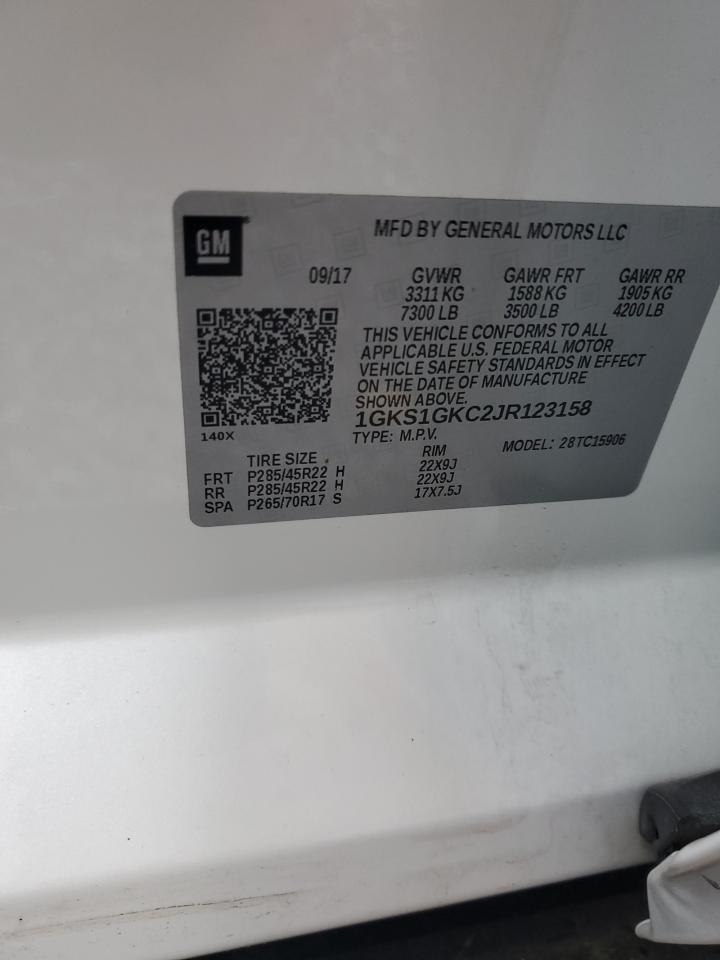 GM
MFD BY GENERAL MOTORS LLC
09/17 GVWR GAWR FRT GAWR RR
3311 KG 1588 KG 1905 KG
7300 LB 3500 LB 4200 LB
THIS VEHICLE CONFORMS TO ALL
APPLICABLE U.S. FEDERAL MOTOR
VEHICLE SAFETY STANDARDS IN EFFECT
ON THE DATE OF MANUFACTURE
SHOWN ABOVE.
1GKS1GKC2JR123158
140X TYPE: M.P.V. MODEL: 28TC15906
TIRE SIZE RIM
FRT P285/45R22 H 22X9J
RR P285/45R22 H 22X9J
SPA P265/70R17 S 17X7.5J